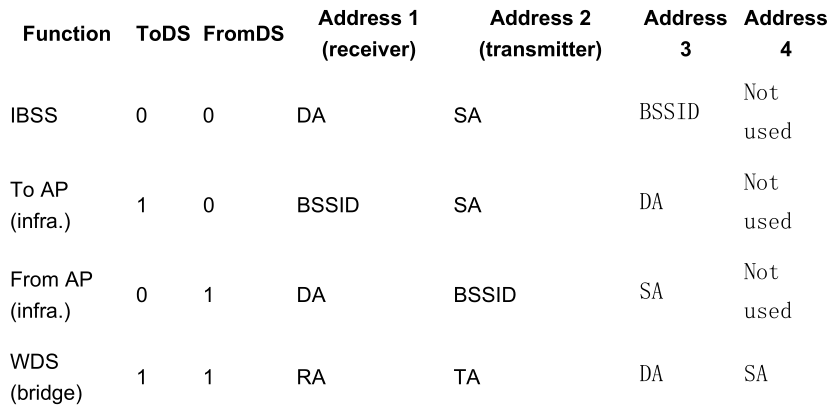 Function ToDS FromDS Address 1 (receiver) Address 2 (transmitter) Address 3 Address 4
IBSS 0 0 DA SA BSSID Not used
To AP (infra.) 1 0 BSSID SA DA Not used
From AP (infra.) 0 1 DA BSSID SA Not used
WDS (bridge) 1 1 RA TA DA SA